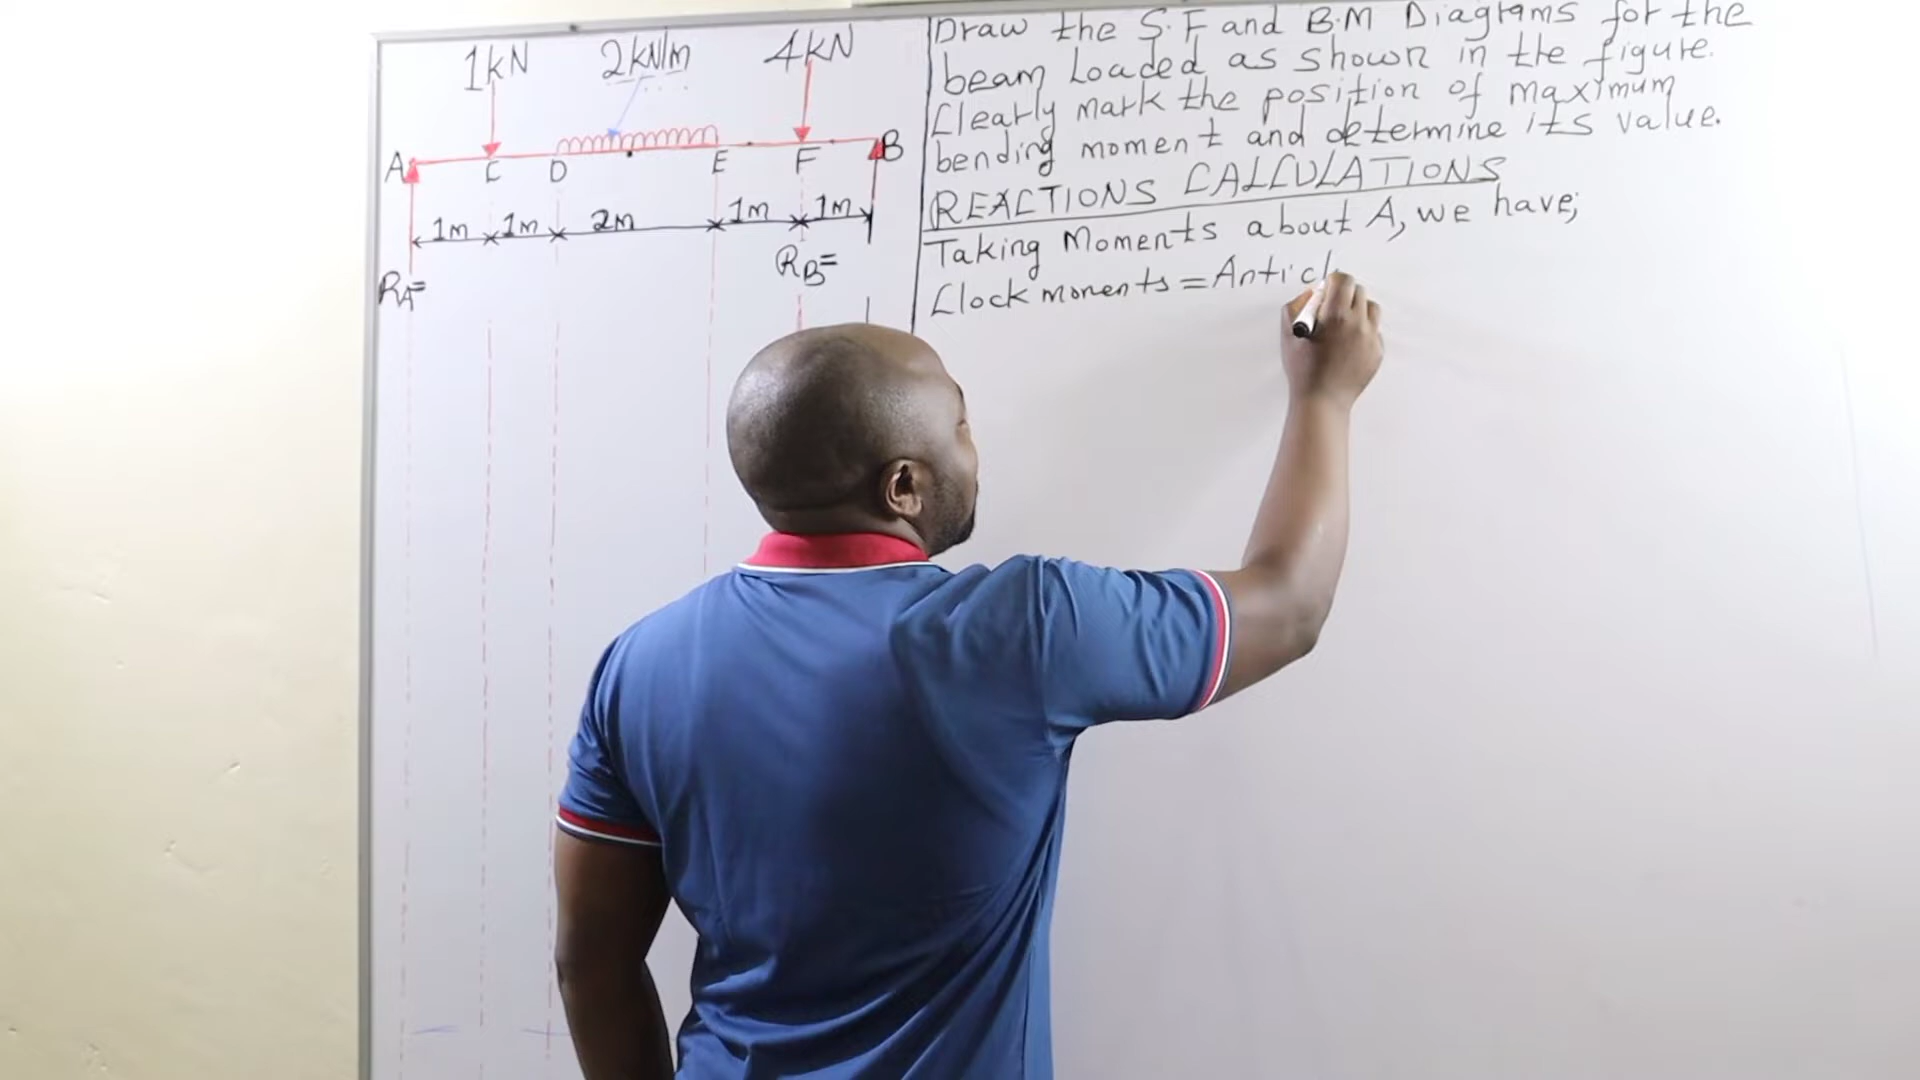 1kN 2kN/m 4kN
A C D E F B
1m 1m 2m 1m 1m
RA= RB=
Draw the S.F and B.M Diagrams for the
beam Loaded as shown in the figure.
Clearly mark the position of maximum
bending moment and determine its value.
REACTIONS CALCULATIONS
Taking Moments about A, we have;
Clock moments = Anticl